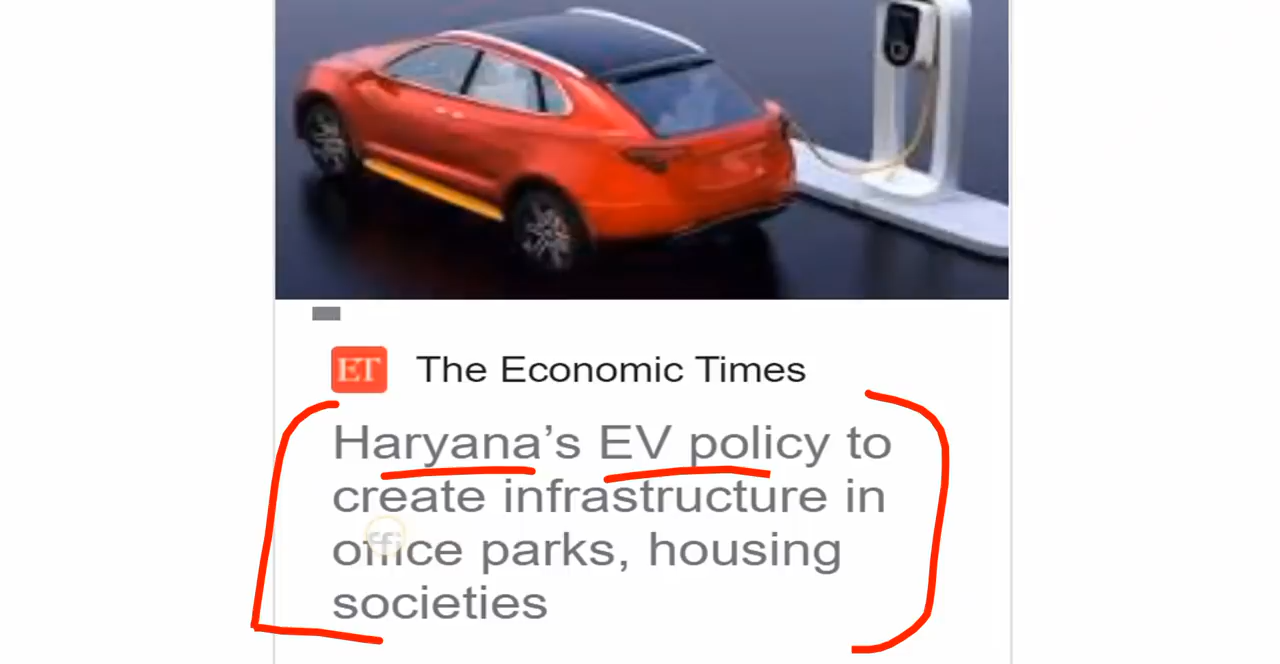 ET The Economic Times
Haryana’s EV policy to
create infrastructure in
office parks, housing
societies